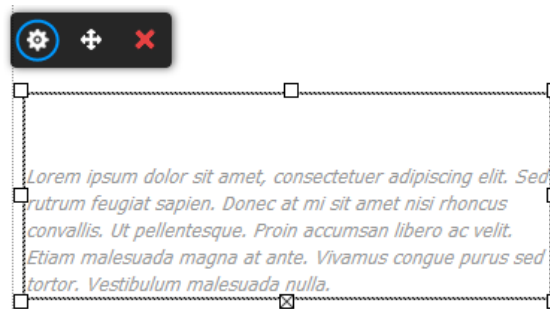 Lorem ipsum dolor sit amet, consectetuer adipiscing elit. Sed
rutrum feugiat sapien. Donec at mi sit amet nisi rhoncus
convallis. Ut pellentesque. Proin accumsan libero ac velit.
Etiam malesuada magna at ante. Vivamus congue purus sed
tortor. Vestibulum malesuada nulla.